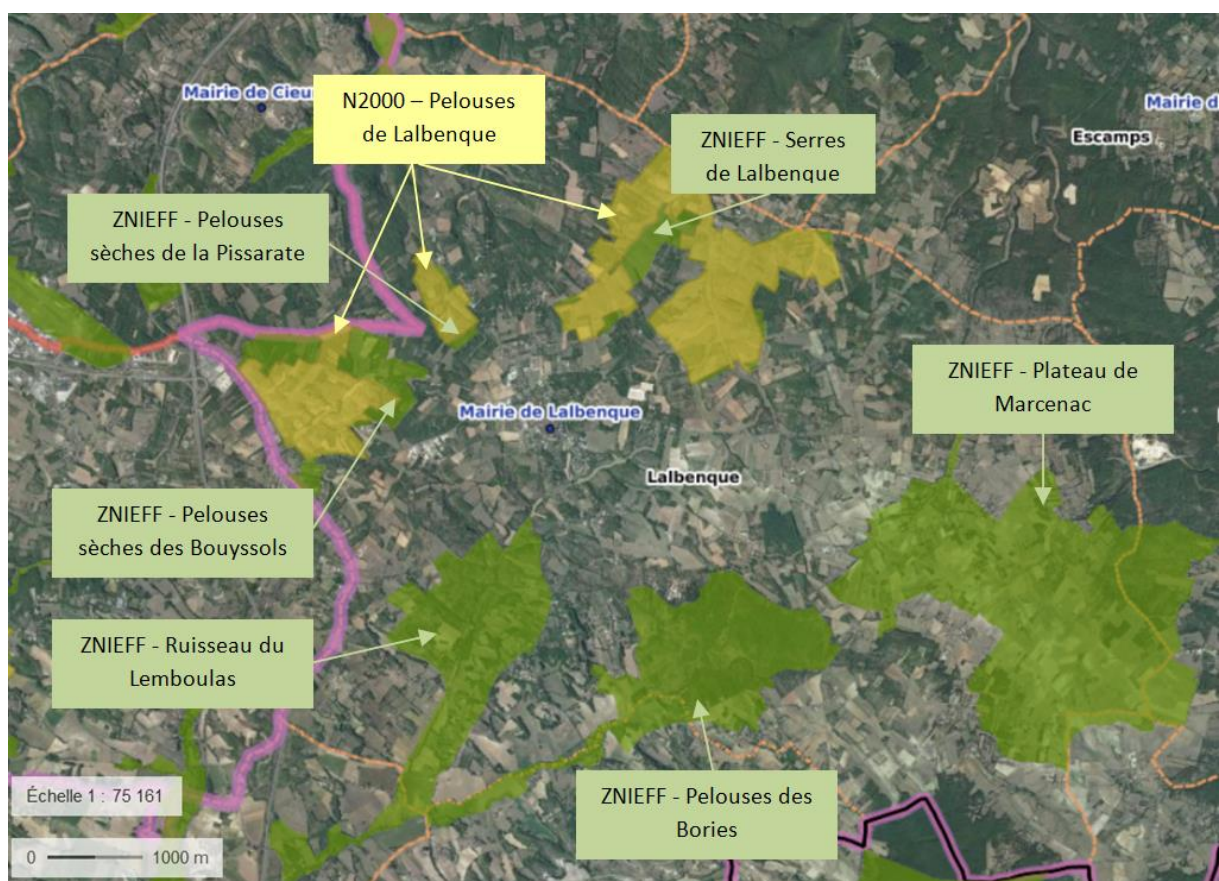 Mairie de Cieu
N2000 – Pelouses
de Lalbenque
ZNIEFF - Serres
de Lalbenque
Mairie d
Escamps
ZNIEFF - Pelouses
sèches de la Pissarate
ZNIEFF - Plateau de
Marcenac
Mairie de Lalbenque
Lalbenque
ZNIEFF - Pelouses
sèches des Bouyssols
ZNIEFF - Ruisseau du
Lemboulas
ZNIEFF - Pelouses des
Bories
Échelle 1 : 75 161
0 1000 m